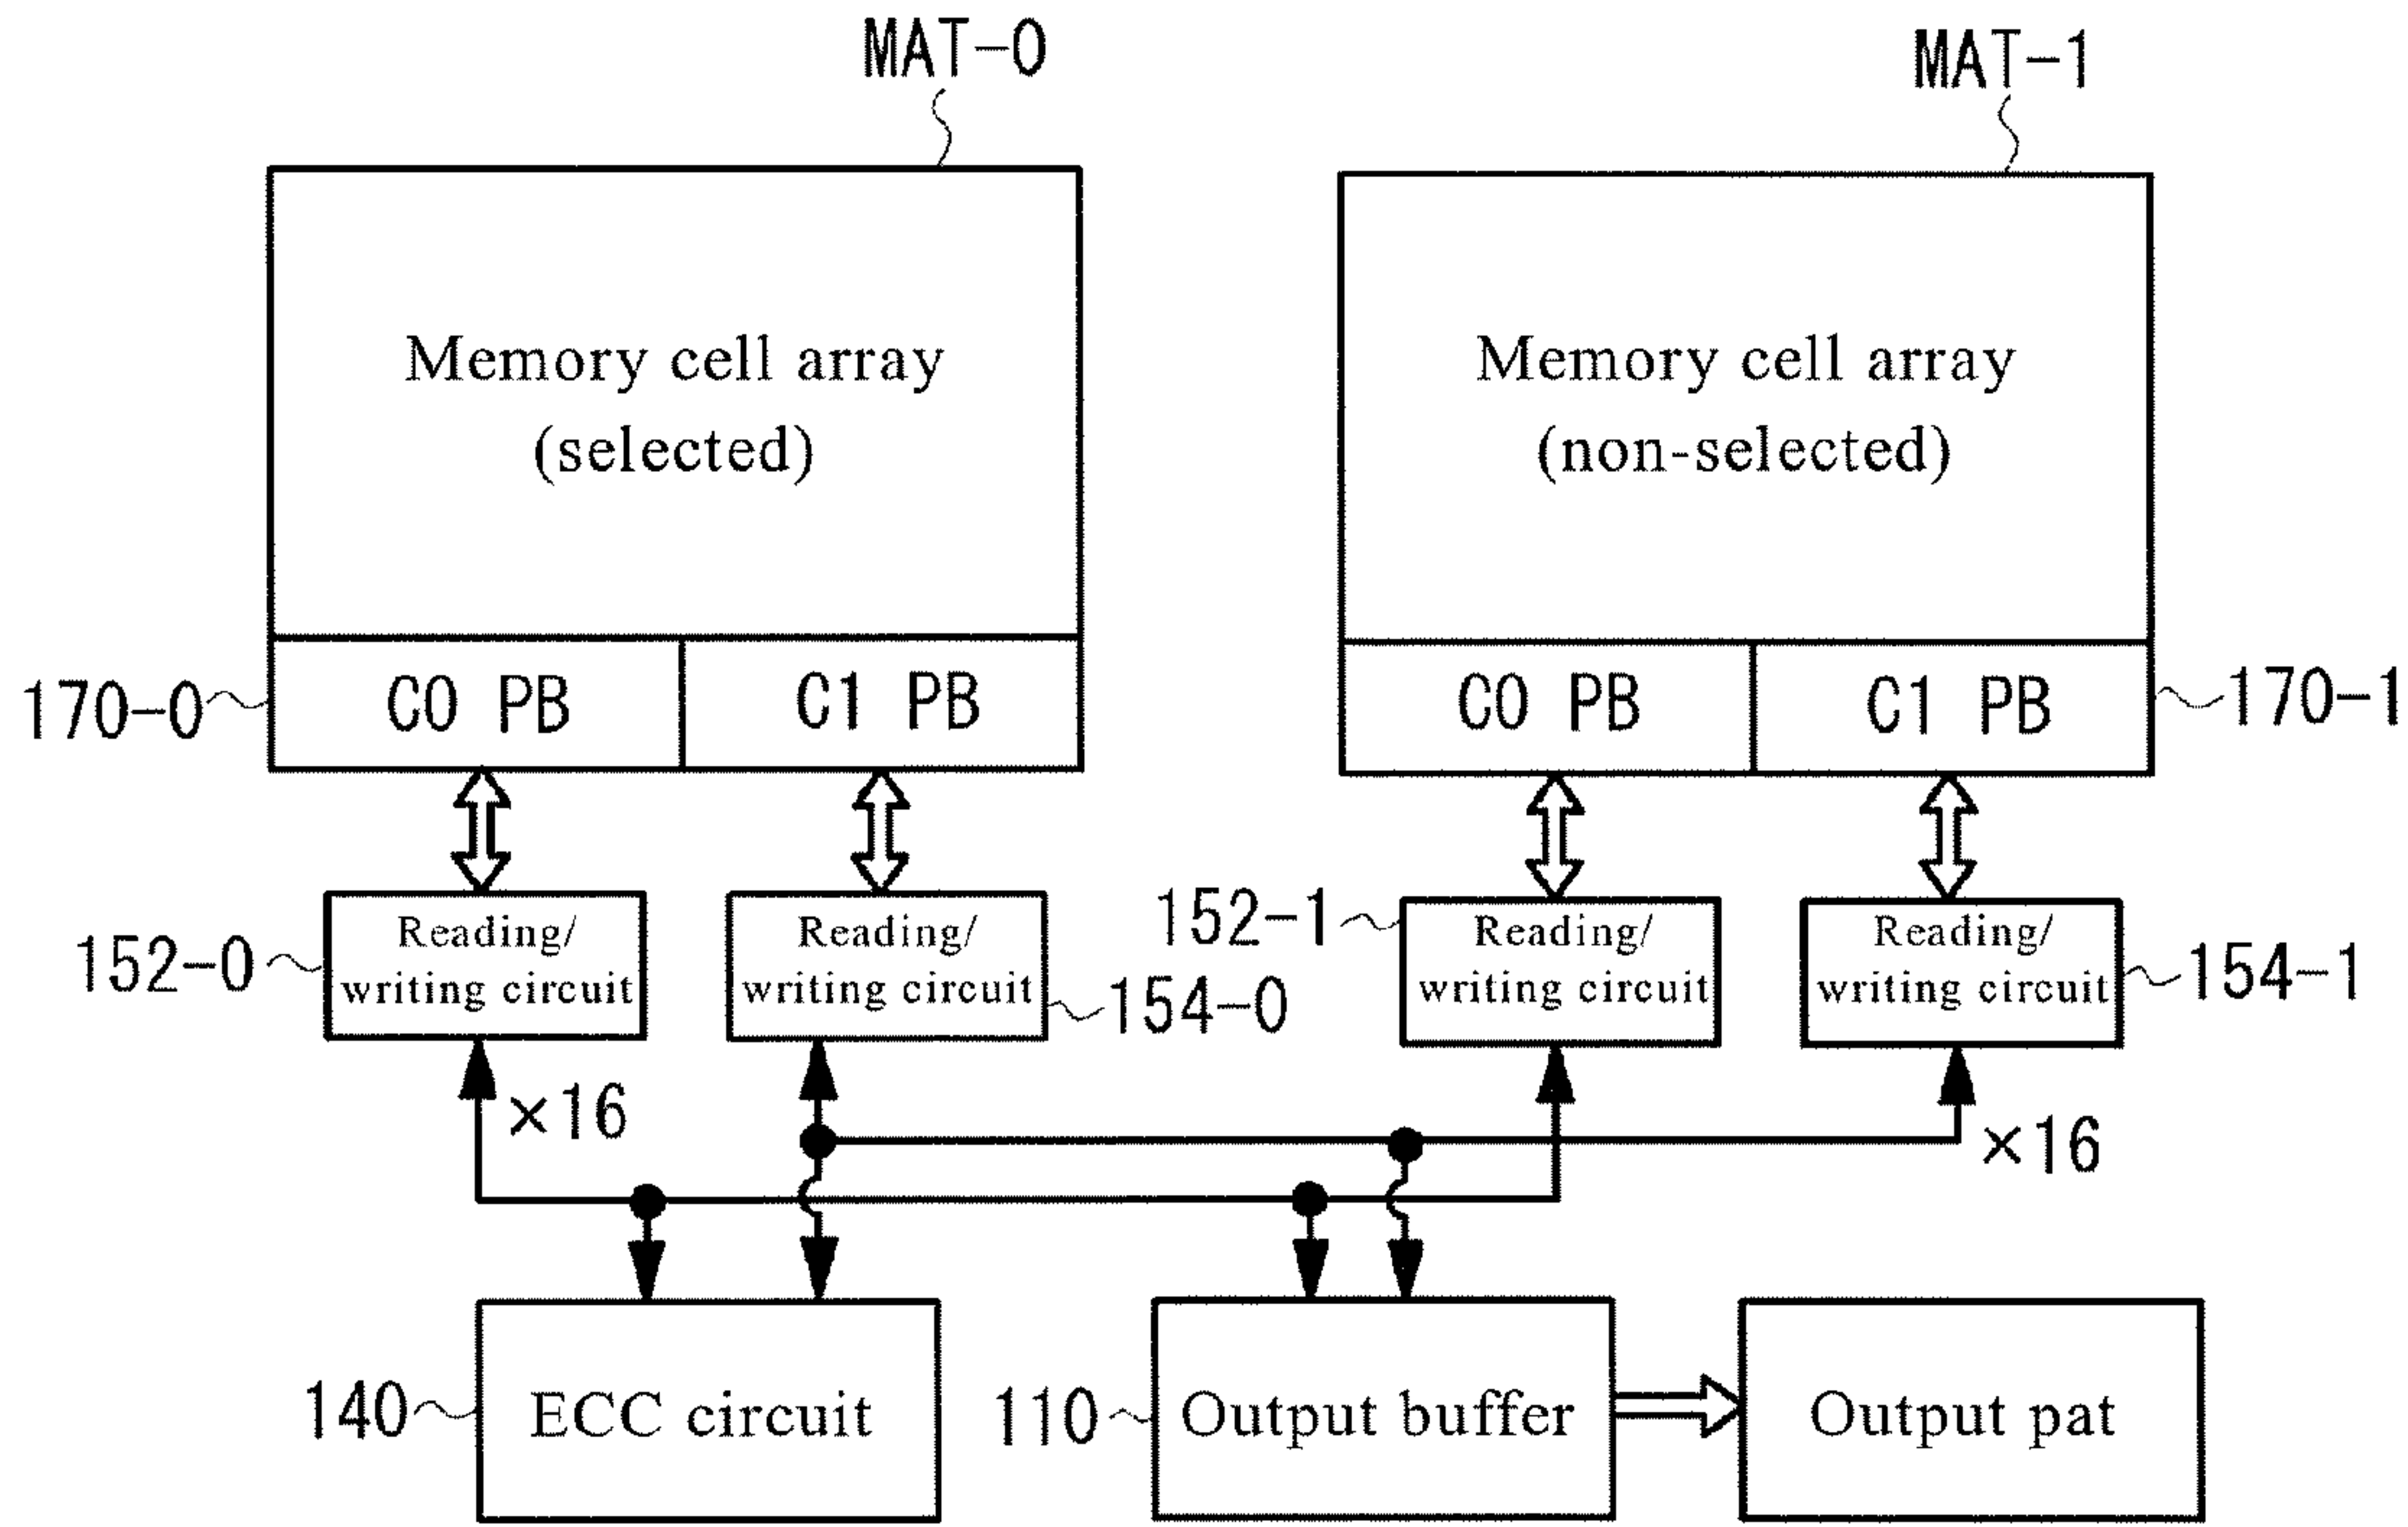 MAT-0
MAT-1
Memory cell array
(selected)
Memory cell array
(non-selected)
170-0
C0 PB
C1 PB
C0 PB
C1 PB
170-1
152-0
Reading/
writing circuit
Reading/
writing circuit
154-0
152-1
Reading/
writing circuit
Reading/
writing circuit
154-1
×16
×16
140
ECC circuit
110
Output buffer
Output pat